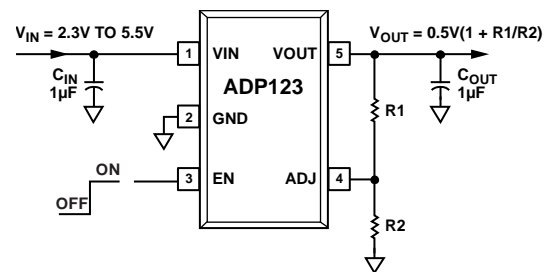 V_IN = 2.3V TO 5.5V
V_OUT = 0.5V(1 + R1/R2)
1 VIN
VOUT 5
C_IN
1µF
C_OUT
1µF
ADP123
2 GND
R1
ON
3 EN
ADJ 4
OFF
R2